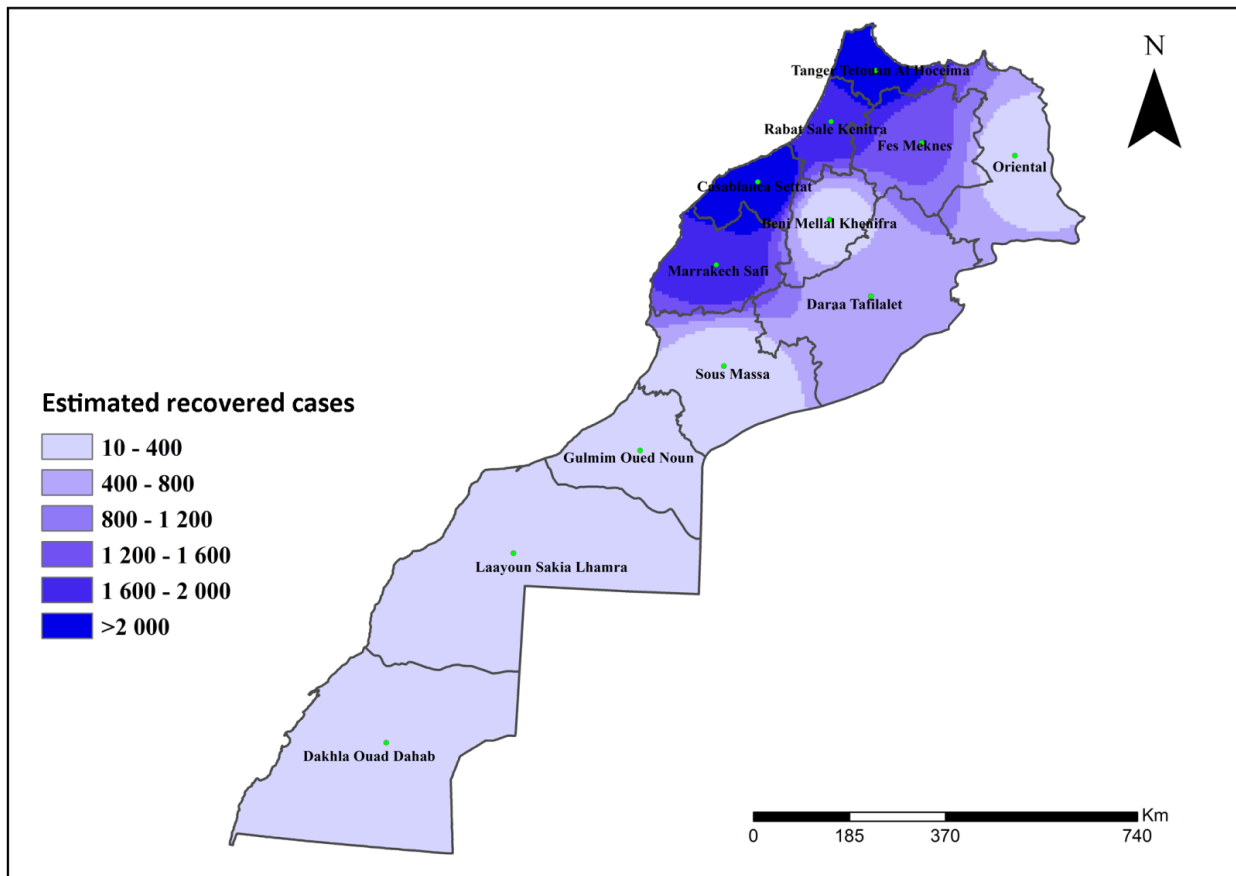 N
Tanger Tetouan Al Hoceima
Rabat Sale Kenitra
Fes Meknes
Oriental
Casablanca Settat
Beni Mellal Khenifra
Marrakech Safi
Daraa Tafilalet
Sous Massa
Gulmim Oued Noun
Laayoun Sakia Lhamra
Dakhla Ouad Dahab
Estimated recovered cases
10 - 400
400 - 800
800 - 1 200
1 200 - 1 600
1 600 - 2 000
>2 000
Km
0 185 370 740